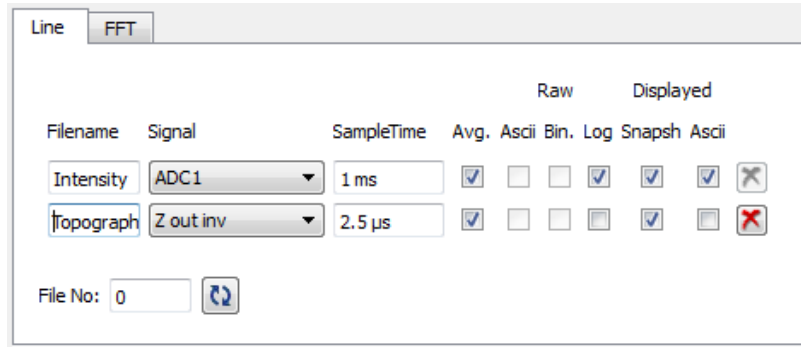 Line FFT
Raw Displayed
Filename Signal SampleTime Avg. Ascii Bin. Log Snapsh Ascii
Intensity ADC1 1 ms
Topograph Z out inv 2.5 µs
File No: 0